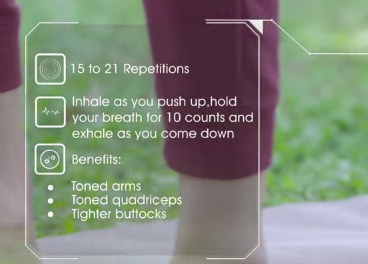 15 to 21 Repetitions
Inhale as you push up,hold
your breath for 10 counts and
exhale as you come down
Benefits:
Toned arms
Toned quadriceps
Tighter buttocks